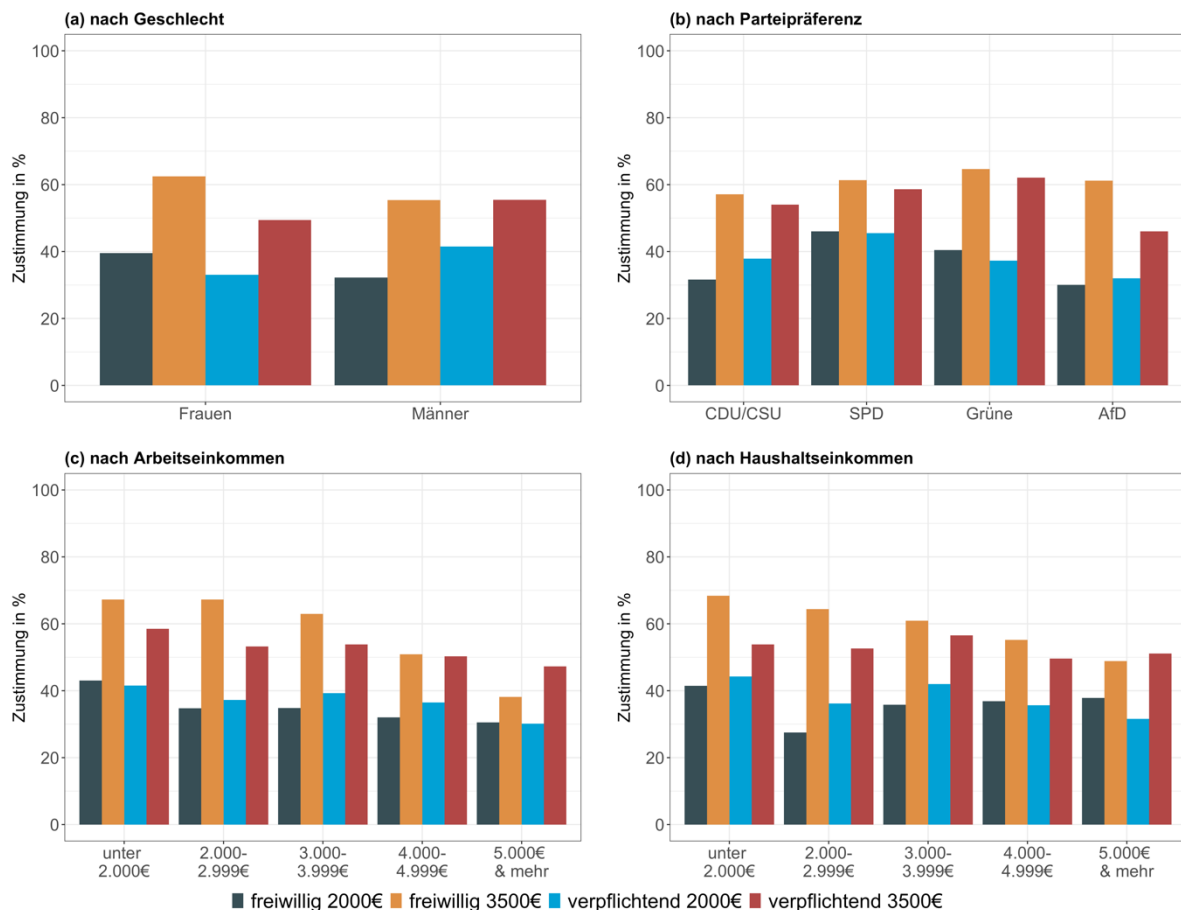 (a) nach Geschlecht
Zustimmung in %
100
80
60
40
20
0
Frauen Männer
(b) nach Parteipräferenz
Zustimmung in %
100
80
60
40
20
0
CDU/CSU SPD Grüne AfD
(c) nach Arbeitseinkommen
Zustimmung in %
100
80
60
40
20
0
unter 2.000- 3.000- 4.000- 5.000€
2.000€ 2.999€ 3.999€ 4.999€ & mehr
(d) nach Haushaltseinkommen
Zustimmung in %
100
80
60
40
20
0
unter 2.000- 3.000- 4.000- 5.000€
2.000€ 2.999€ 3.999€ 4.999€ & mehr
freiwillig 2000€ freiwillig 3500€ verpflichtend 2000€ verpflichtend 3500€